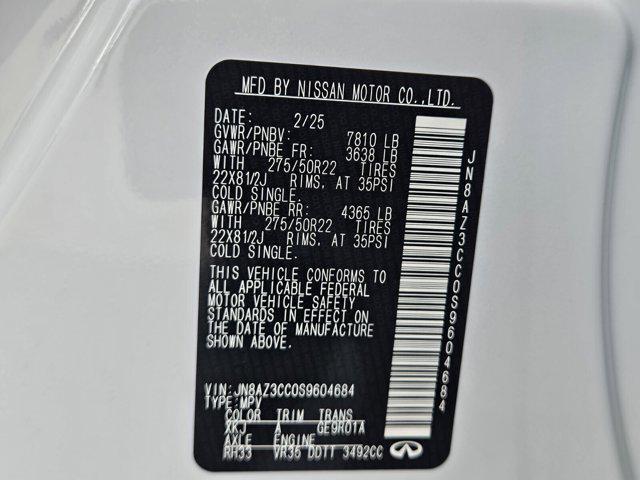 MFD BY NISSAN MOTOR CO.,LTD.
DATE: 2/25
GVWR/PNBV: 7810 LB
GAWR/PNBE FR: 3638 LB
WITH 275/50R22 TIRES
22X81/2J RIMS, AT 35PSI
COLD SINGLE.
GAWR/PNBE RR: 4365 LB
WITH 275/50R22 TIRES
22X81/2J RIMS, AT 35PSI
COLD SINGLE.
THIS VEHICLE CONFORMS TO
ALL APPLICABLE FEDERAL
MOTOR VEHICLE SAFETY
STANDARDS IN EFFECT ON
THE DATE OF MANUFACTURE
SHOWN ABOVE.
VIN: JN8AZ3CC0S9604684
TYPE: MPV
COLOR TRIM TRANS
XKJ A GE9R01A
AXLE ENGINE
RH33 VR35 DDTT 3492CC
JN8AZ3CC0S9604684